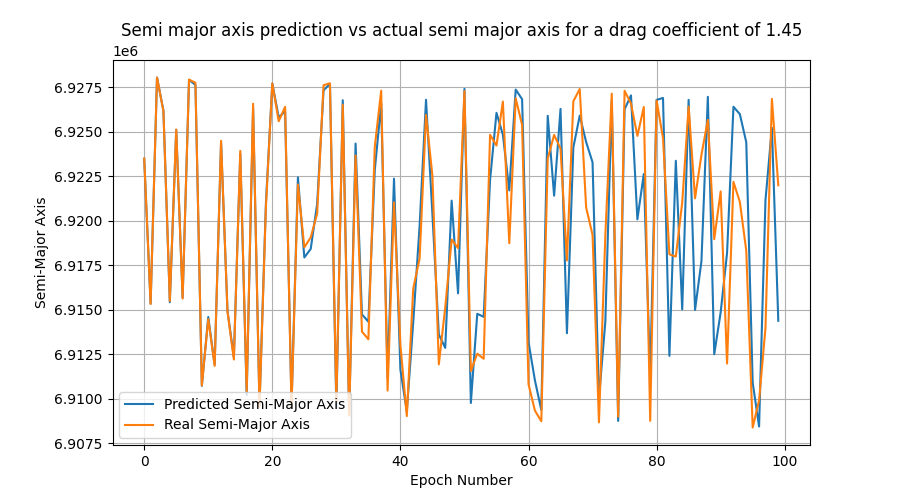 Semi major axis prediction vs actual semi major axis for a drag coefficient of 1.45
1e6
6.9275
6.9250
6.9225
6.9200
6.9175
6.9150
6.9125
6.9100
6.9075
Semi-Major Axis
Predicted Semi-Major Axis
Real Semi-Major Axis
0 20 40 60 80 100
Epoch Number